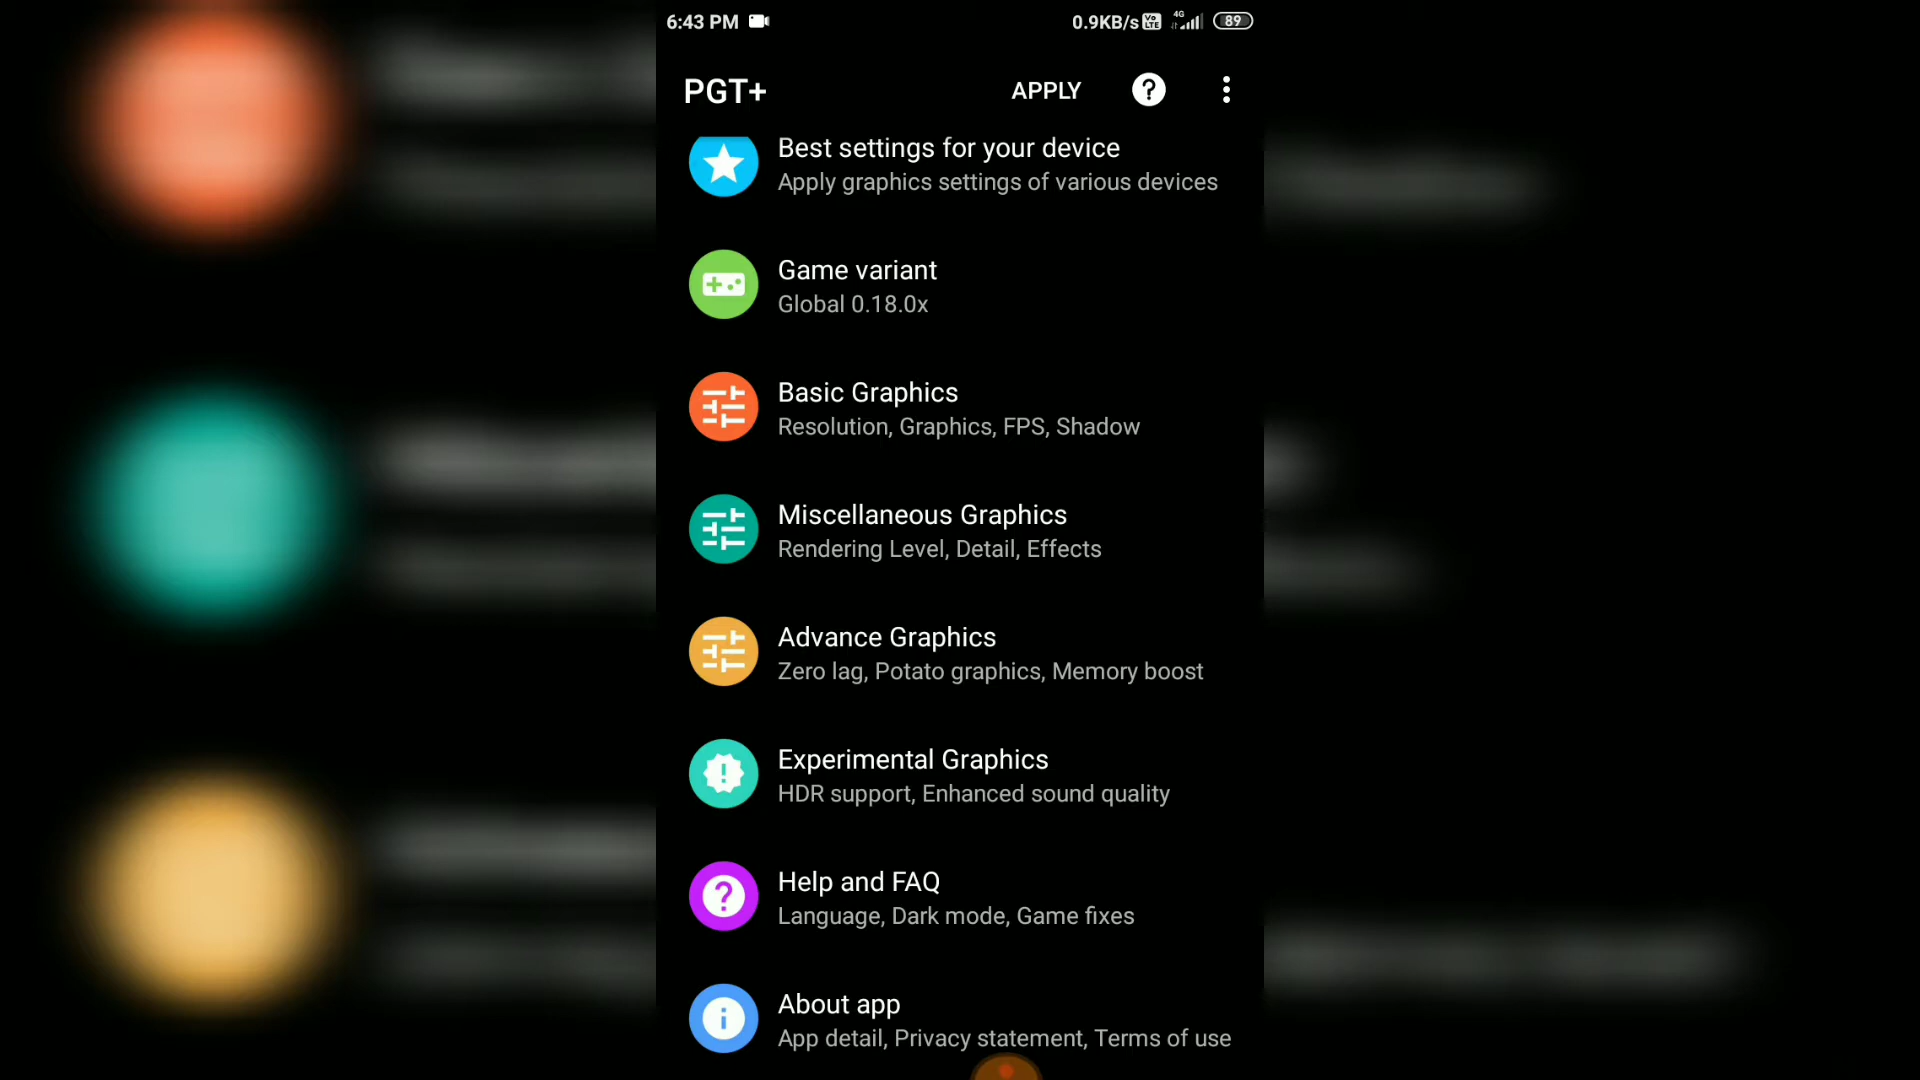 6:43 PM 0.9KB/s Vo LTE 4G 89
PGT+ APPLY ?
Best settings for your device
Apply graphics settings of various devices
Game variant
Global 0.18.0x
Basic Graphics
Resolution, Graphics, FPS, Shadow
Miscellaneous Graphics
Rendering Level, Detail, Effects
Advance Graphics
Zero lag, Potato graphics, Memory boost
Experimental Graphics
HDR support, Enhanced sound quality
Help and FAQ
Language, Dark mode, Game fixes
About app
App detail, Privacy statement, Terms of use